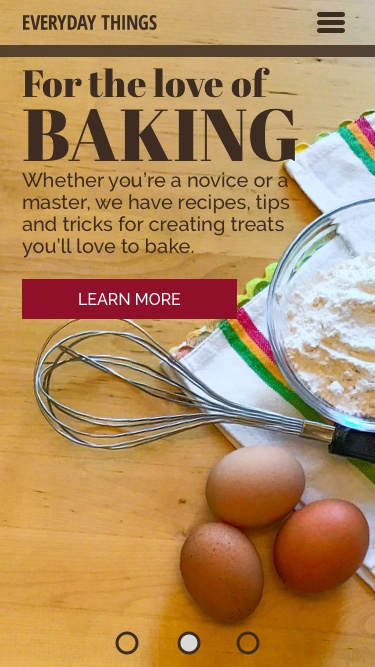 EVERYDAY THINGS
For the love of
BAKING
Whether you're a novice or a
master, we have recipes, tips
and tricks for creating treats
you'll love to bake.
LEARN MORE